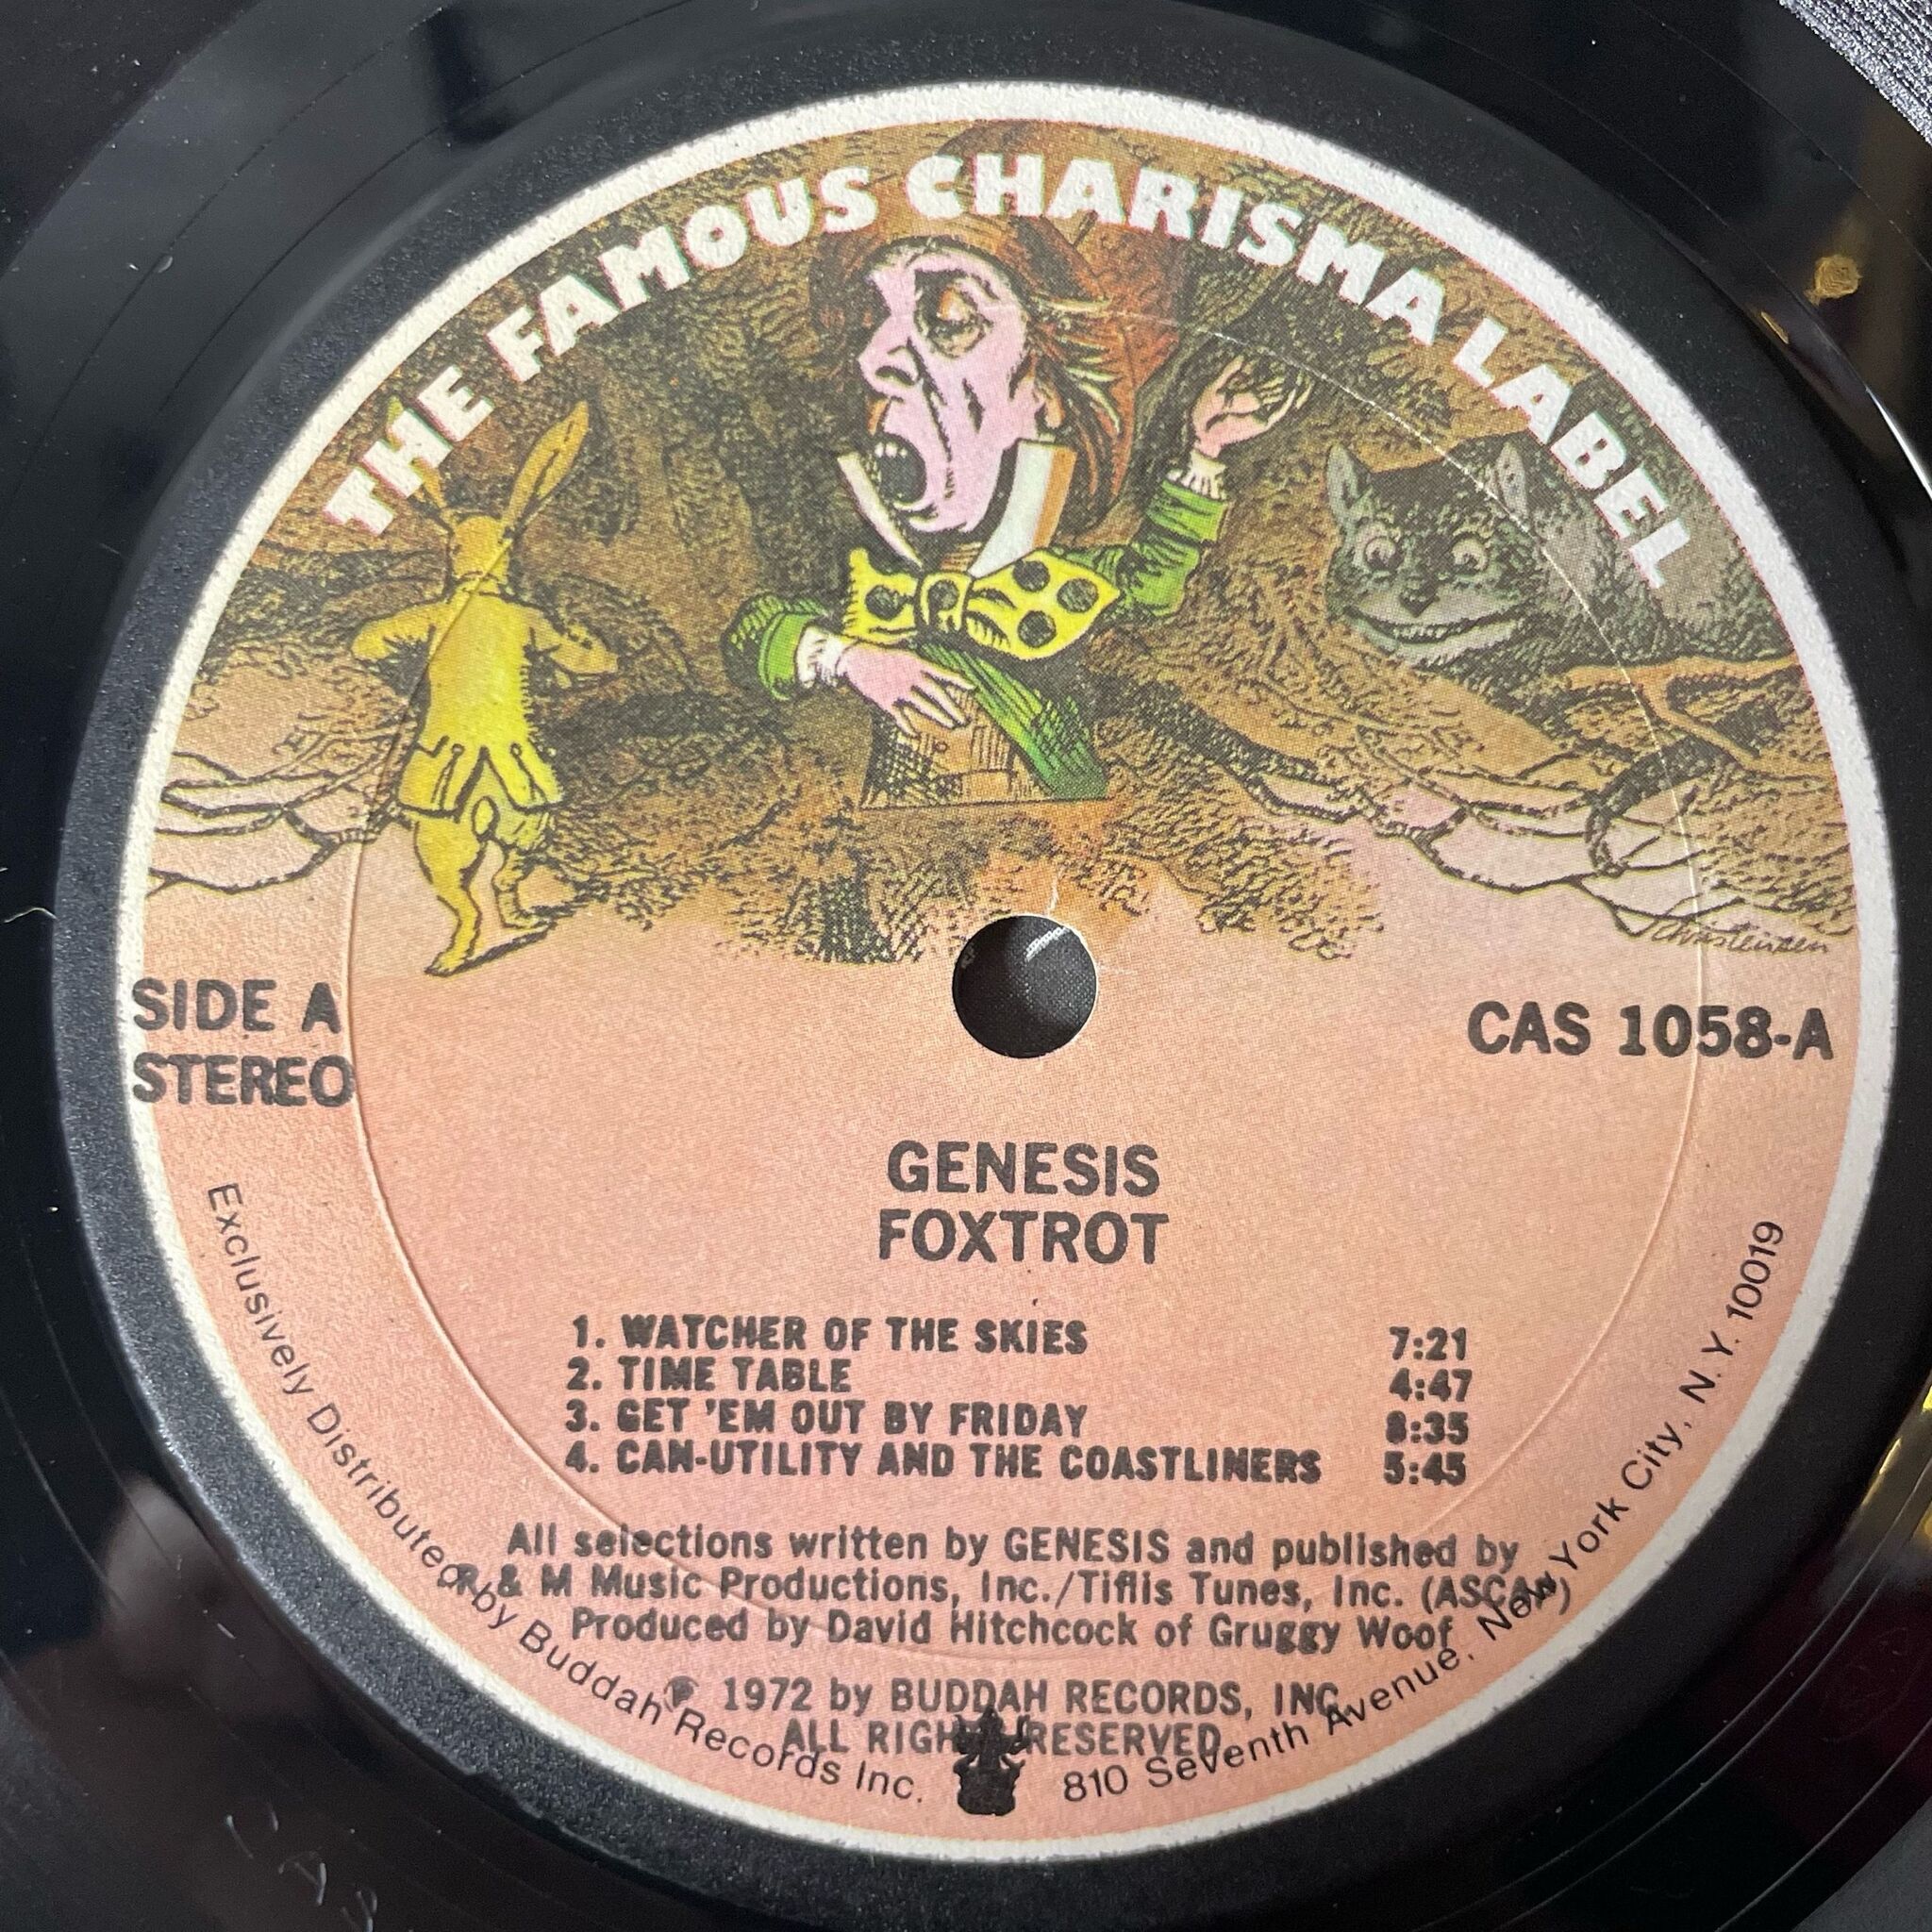 THE FAMOUS CHARISMA LABEL
Christensen
SIDE A
STEREO
CAS 1058-A
GENESIS
FOXTROT
1. WATCHER OF THE SKIES 7:21
2. TIME TABLE 4:47
3. GET 'EM OUT BY FRIDAY 8:35
4. CAN-UTILITY AND THE COASTLINERS 5:45
All selections written by GENESIS and published by
R & M Music Productions, Inc./Tiflis Tunes, Inc. (ASCAP)
Produced by David Hitchcock of Gruggy Woof
℗ 1972 by BUDDAH RECORDS, INC.
ALL RIGHTS RESERVED
Exclusively Distributed by Buddah Records Inc. 810 Seventh Avenue, New York City, N.Y. 10019
CAS